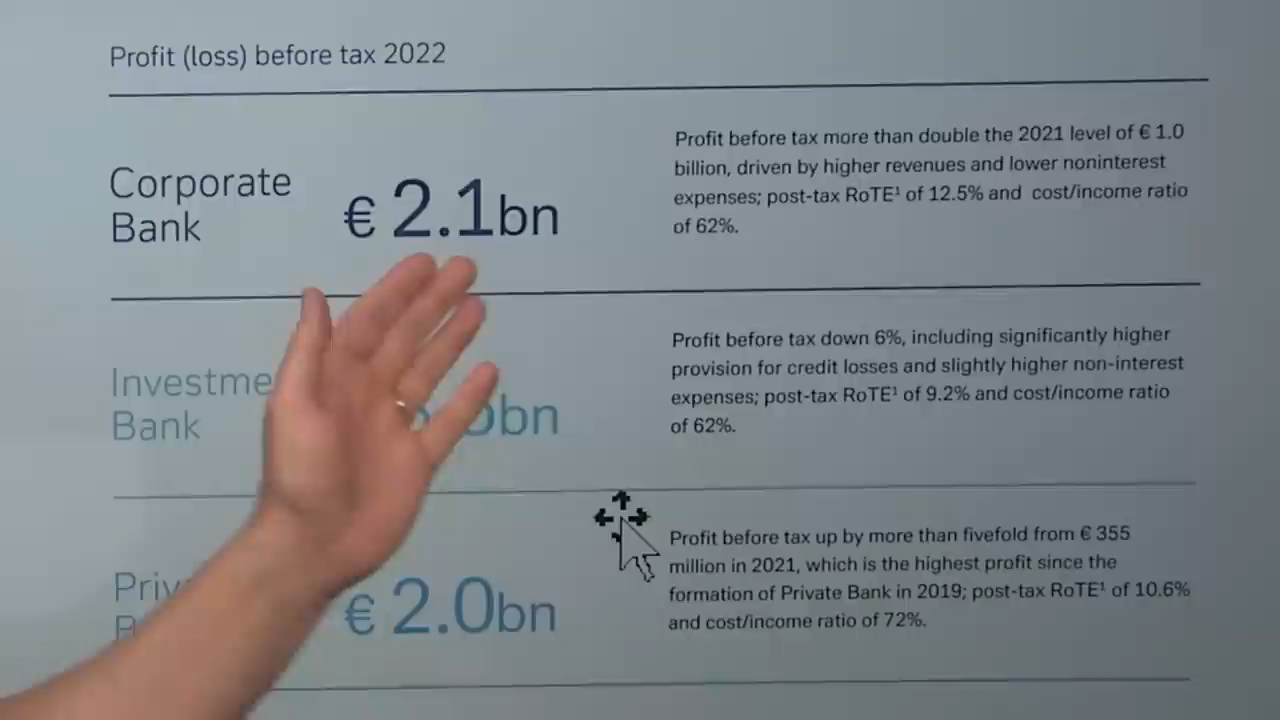 Profit (loss) before tax 2022
Corporate
Bank
€ 2.1bn
Profit before tax more than double the 2021 level of € 1.0
billion, driven by higher revenues and lower noninterest
expenses; post-tax RoTE¹ of 12.5% and cost/income ratio
of 62%.
Bank
bn
Profit before tax down 6%, including significantly higher
provision for credit losses and slightly higher non-interest
expenses; post-tax RoTE¹ of 9.2% and cost/income ratio
of 62%.
€ 2.0bn
Profit before tax up by more than fivefold from € 355
million in 2021, which is the highest profit since the
formation of Private Bank in 2019; post-tax RoTE¹ of 10.6%
and cost/income ratio of 72%.